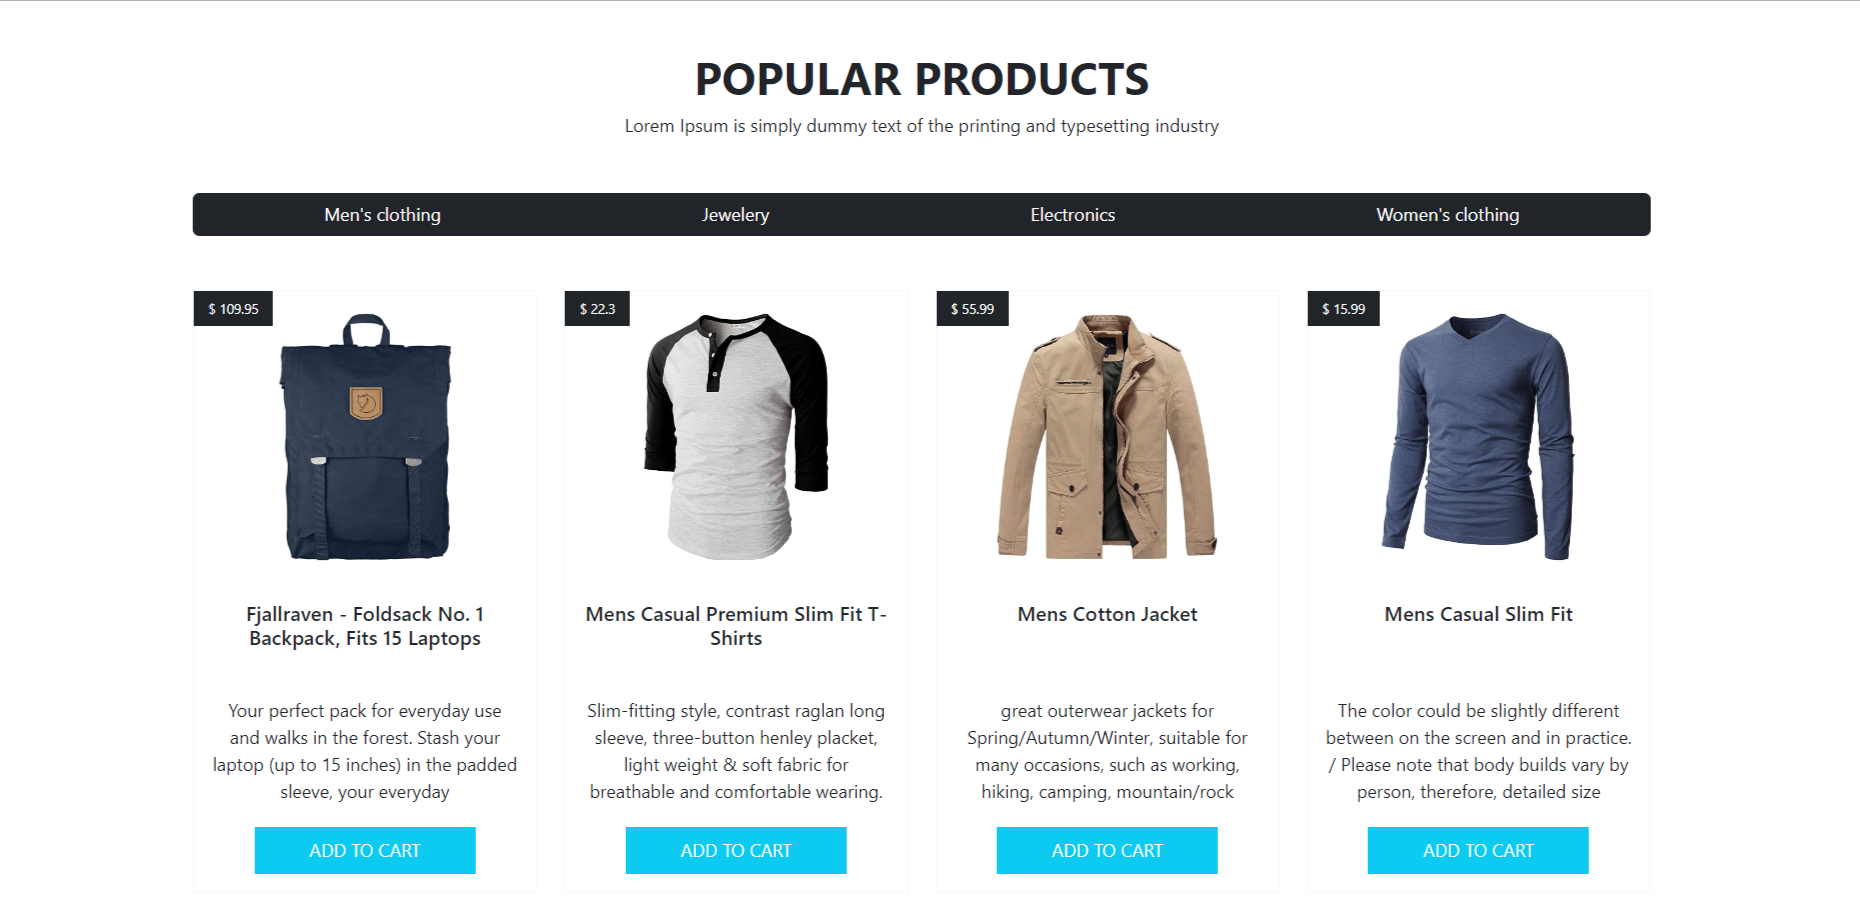 POPULAR PRODUCTS
Lorem Ipsum is simply dummy text of the printing and typesetting industry
Men's clothing
Jewelery
Electronics
Women's clothing
$ 109.95
Fjallraven - Foldsack No. 1
Backpack, Fits 15 Laptops
Your perfect pack for everyday use
and walks in the forest. Stash your
laptop (up to 15 inches) in the padded
sleeve, your everyday
ADD TO CART
$ 22.3
Mens Casual Premium Slim Fit T-
Shirts
Slim-fitting style, contrast raglan long
sleeve, three-button henley placket,
light weight & soft fabric for
breathable and comfortable wearing.
ADD TO CART
$ 55.99
Mens Cotton Jacket
great outerwear jackets for
Spring/Autumn/Winter, suitable for
many occasions, such as working,
hiking, camping, mountain/rock
ADD TO CART
$ 15.99
Mens Casual Slim Fit
The color could be slightly different
between on the screen and in practice.
/ Please note that body builds vary by
person, therefore, detailed size
ADD TO CART